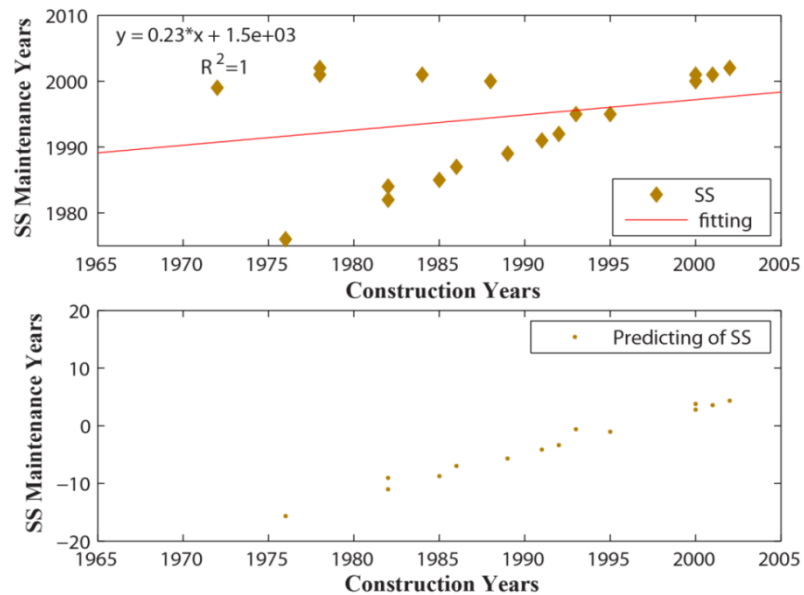 y = 0.23*x + 1.5e+03
R²=1
SS Maintenance Years
2010
2000
1990
1980
SS
fitting
1965 1970 1975 1980 1985 1990 1995 2000 2005
Construction Years
SS Maintenance Years
20
10
0
−10
−20
Predicting of SS
1965 1970 1975 1980 1985 1990 1995 2000 2005
Construction Years